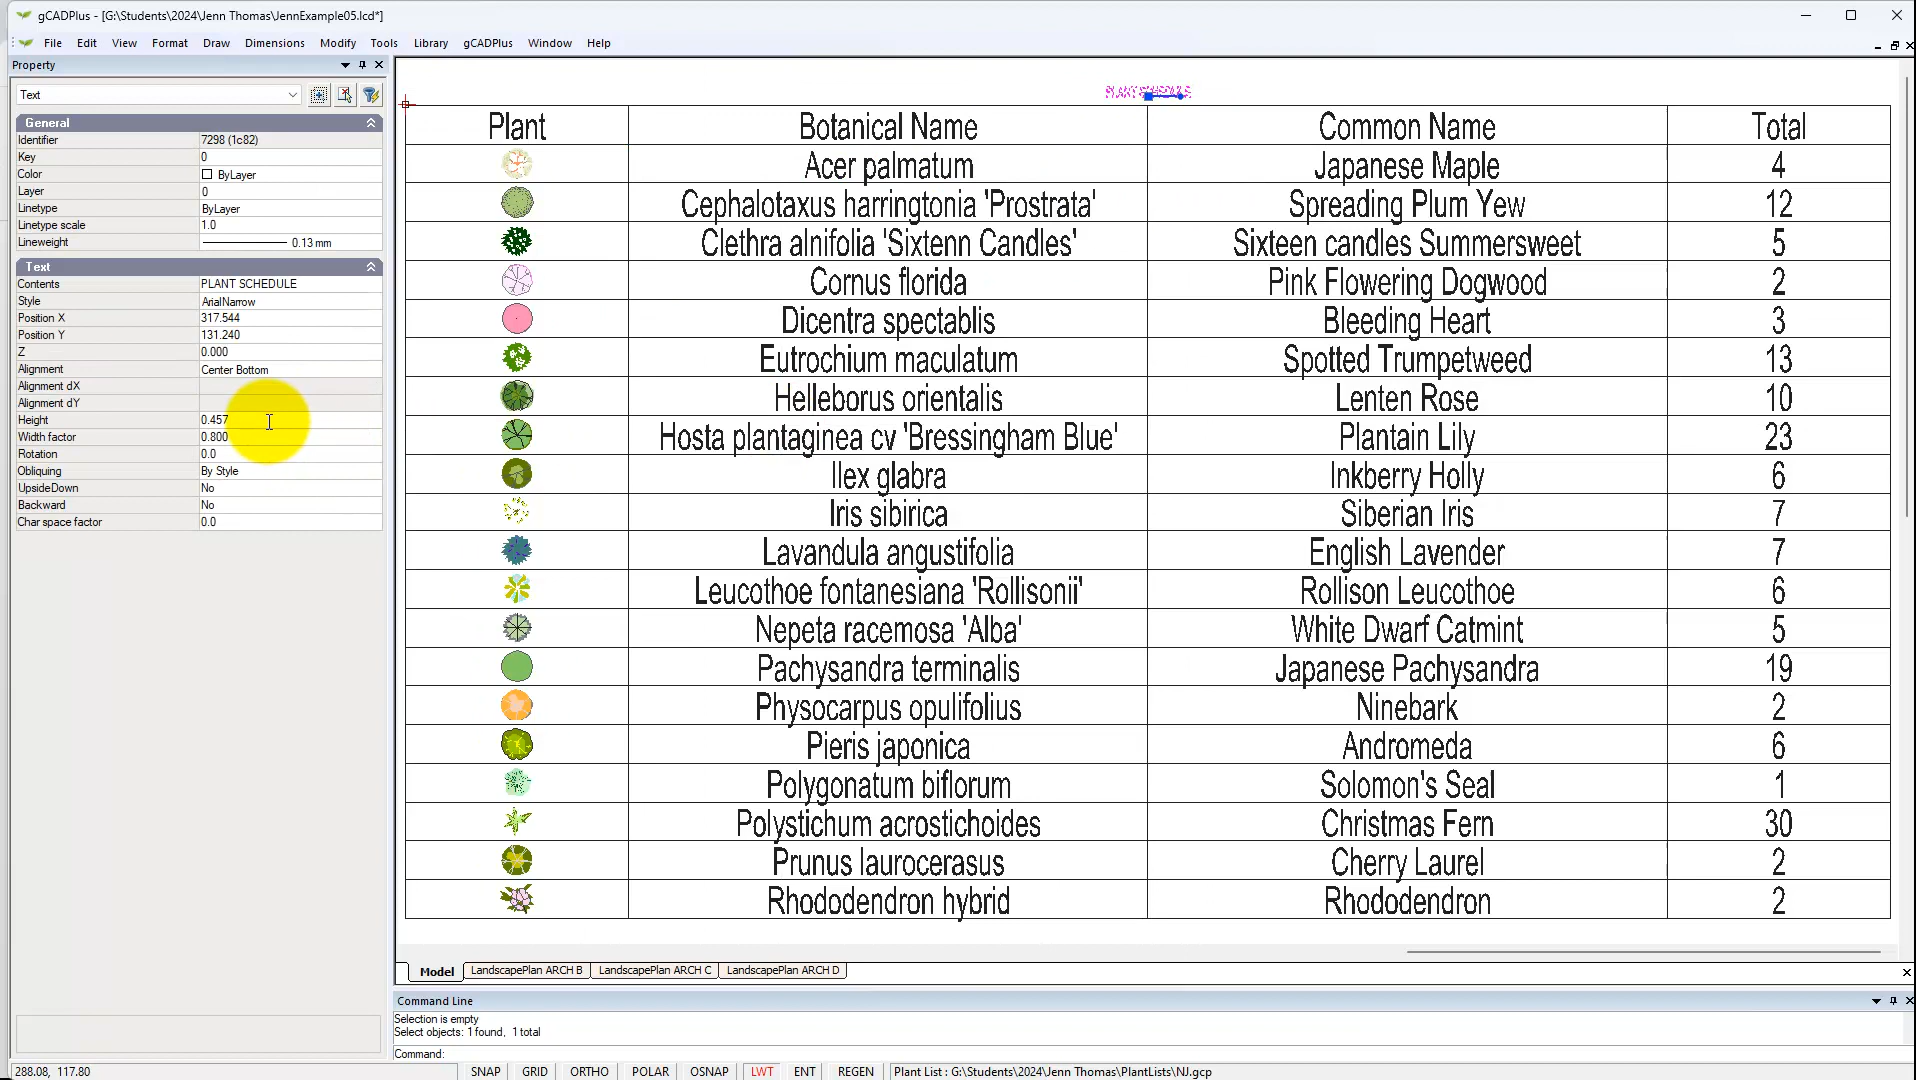 gCADPlus - [G:\Students\2024\Jenn Thomas\JennExample05.lcd*]
File Edit View Format Draw Dimensions Modify Tools Library gCADPlus Window Help
Property
Text
General
Identifier 7298 (1c82)
Key 0
Color ByLayer
Layer 0
Linetype ByLayer
Linetype scale 1.0
Lineweight 0.13 mm
Text
Contents PLANT SCHEDULE
Style ArialNarrow
Position X 317.544
Position Y 131.240
Z 0.000
Alignment Center Bottom
Alignment dX
Alignment dY
Height 0.457
Width factor 0.800
Rotation 0.0
Obliquing By Style
UpsideDown No
Backward No
Char space factor 0.0
PLANT SCHEDULE
Plant Botanical Name Common Name Total
Acer palmatum Japanese Maple 4
Cephalotaxus harringtonia 'Prostrata' Spreading Plum Yew 12
Clethra alnifolia 'Sixtenn Candles' Sixteen candles Summersweet 5
Cornus florida Pink Flowering Dogwood 2
Dicentra spectablis Bleeding Heart 3
Eutrochium maculatum Spotted Trumpetweed 13
Helleborus orientalis Lenten Rose 10
Hosta plantaginea cv 'Bressingham Blue' Plantain Lily 23
Ilex glabra Inkberry Holly 6
Iris sibirica Siberian Iris 7
Lavandula angustifolia English Lavender 7
Leucothoe fontanesiana 'Rollisonii' Rollison Leucothoe 6
Nepeta racemosa 'Alba' White Dwarf Catmint 5
Pachysandra terminalis Japanese Pachysandra 19
Physocarpus opulifolius Ninebark 2
Pieris japonica Andromeda 6
Polygonatum biflorum Solomon's Seal 1
Polystichum acrostichoides Christmas Fern 30
Prunus laurocerasus Cherry Laurel 2
Rhododendron hybrid Rhododendron 2
Model LandscapePlan ARCH B LandscapePlan ARCH C LandscapePlan ARCH D
Command Line
Selection is empty
Select objects: 1 found, 1 total
Command:
288.08, 117.80 SNAP GRID ORTHO POLAR OSNAP LWT ENT REGEN Plant List : G:\Students\2024\Jenn Thomas\PlantLists\NJ.gcp